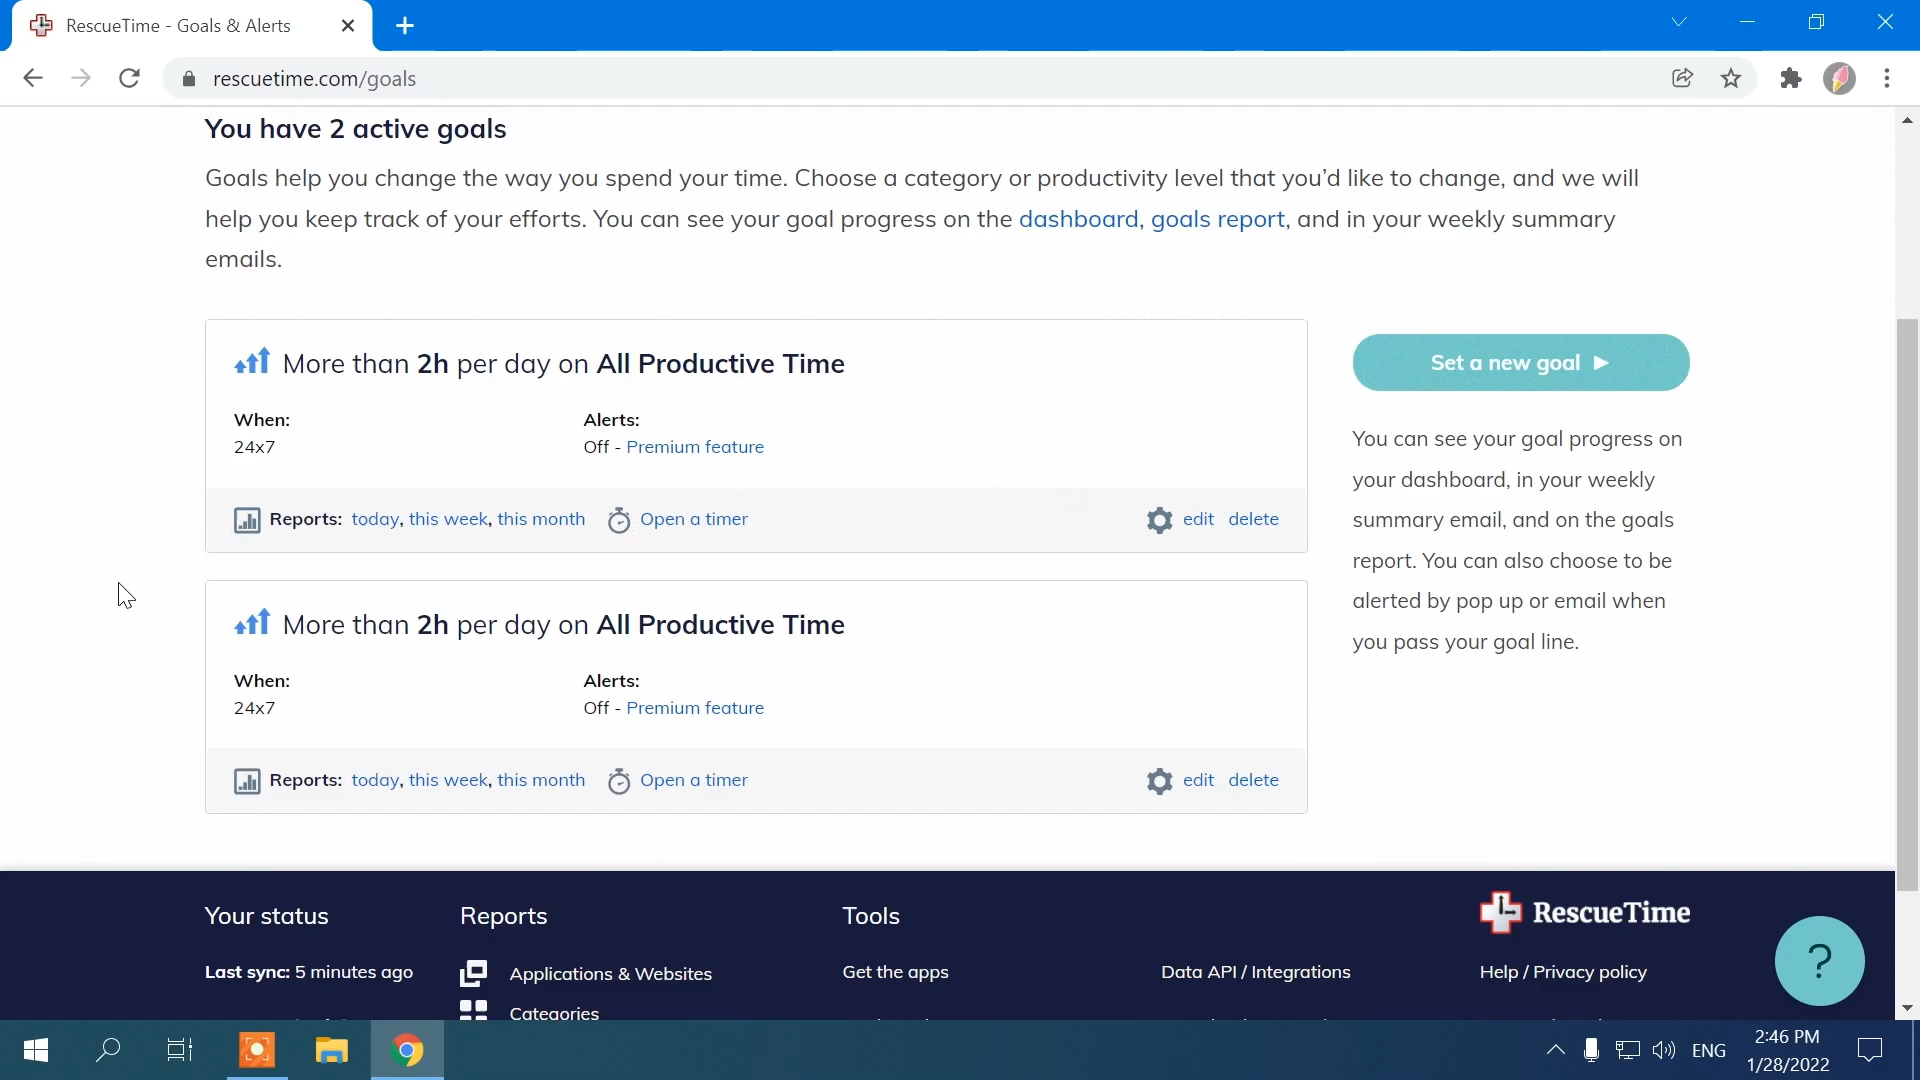 RescueTime - Goals & Alerts
rescuetime.com/goals
You have 2 active goals
Goals help you change the way you spend your time. Choose a category or productivity level that you’d like to change, and we will
help you keep track of your efforts. You can see your goal progress on the dashboard, goals report, and in your weekly summary
emails.
More than 2h per day on All Productive Time
When:
24x7
Alerts:
Off - Premium feature
Reports: today, this week, this month
Open a timer
edit
delete
More than 2h per day on All Productive Time
When:
24x7
Alerts:
Off - Premium feature
Reports: today, this week, this month
Open a timer
edit
delete
Set a new goal
You can see your goal progress on
your dashboard, in your weekly
summary email, and on the goals
report. You can also choose to be
alerted by pop up or email when
you pass your goal line.
Your status
Last sync: 5 minutes ago
Reports
Applications & Websites
Categories
Tools
Get the apps
Data API / Integrations
RescueTime
Help / Privacy policy
?
ENG
2:46 PM
1/28/2022